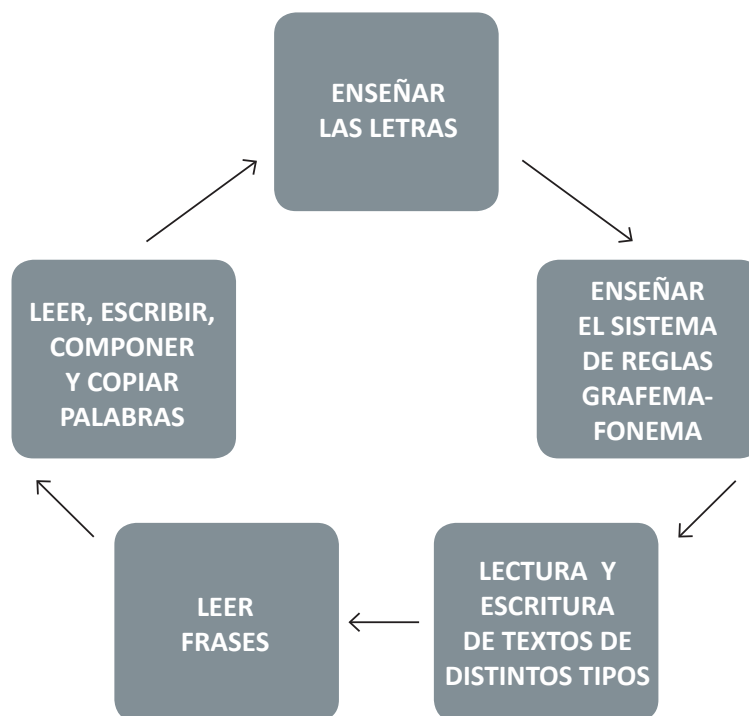 ENSEÑAR
LAS LETRAS
ENSEÑAR
EL SISTEMA
DE REGLAS
GRAFEMA-
FONEMA
LECTURA Y
ESCRITURA
DE TEXTOS DE
DISTINTOS TIPOS
LEER
FRASES
LEER, ESCRIBIR,
COMPONER
Y COPIAR
PALABRAS